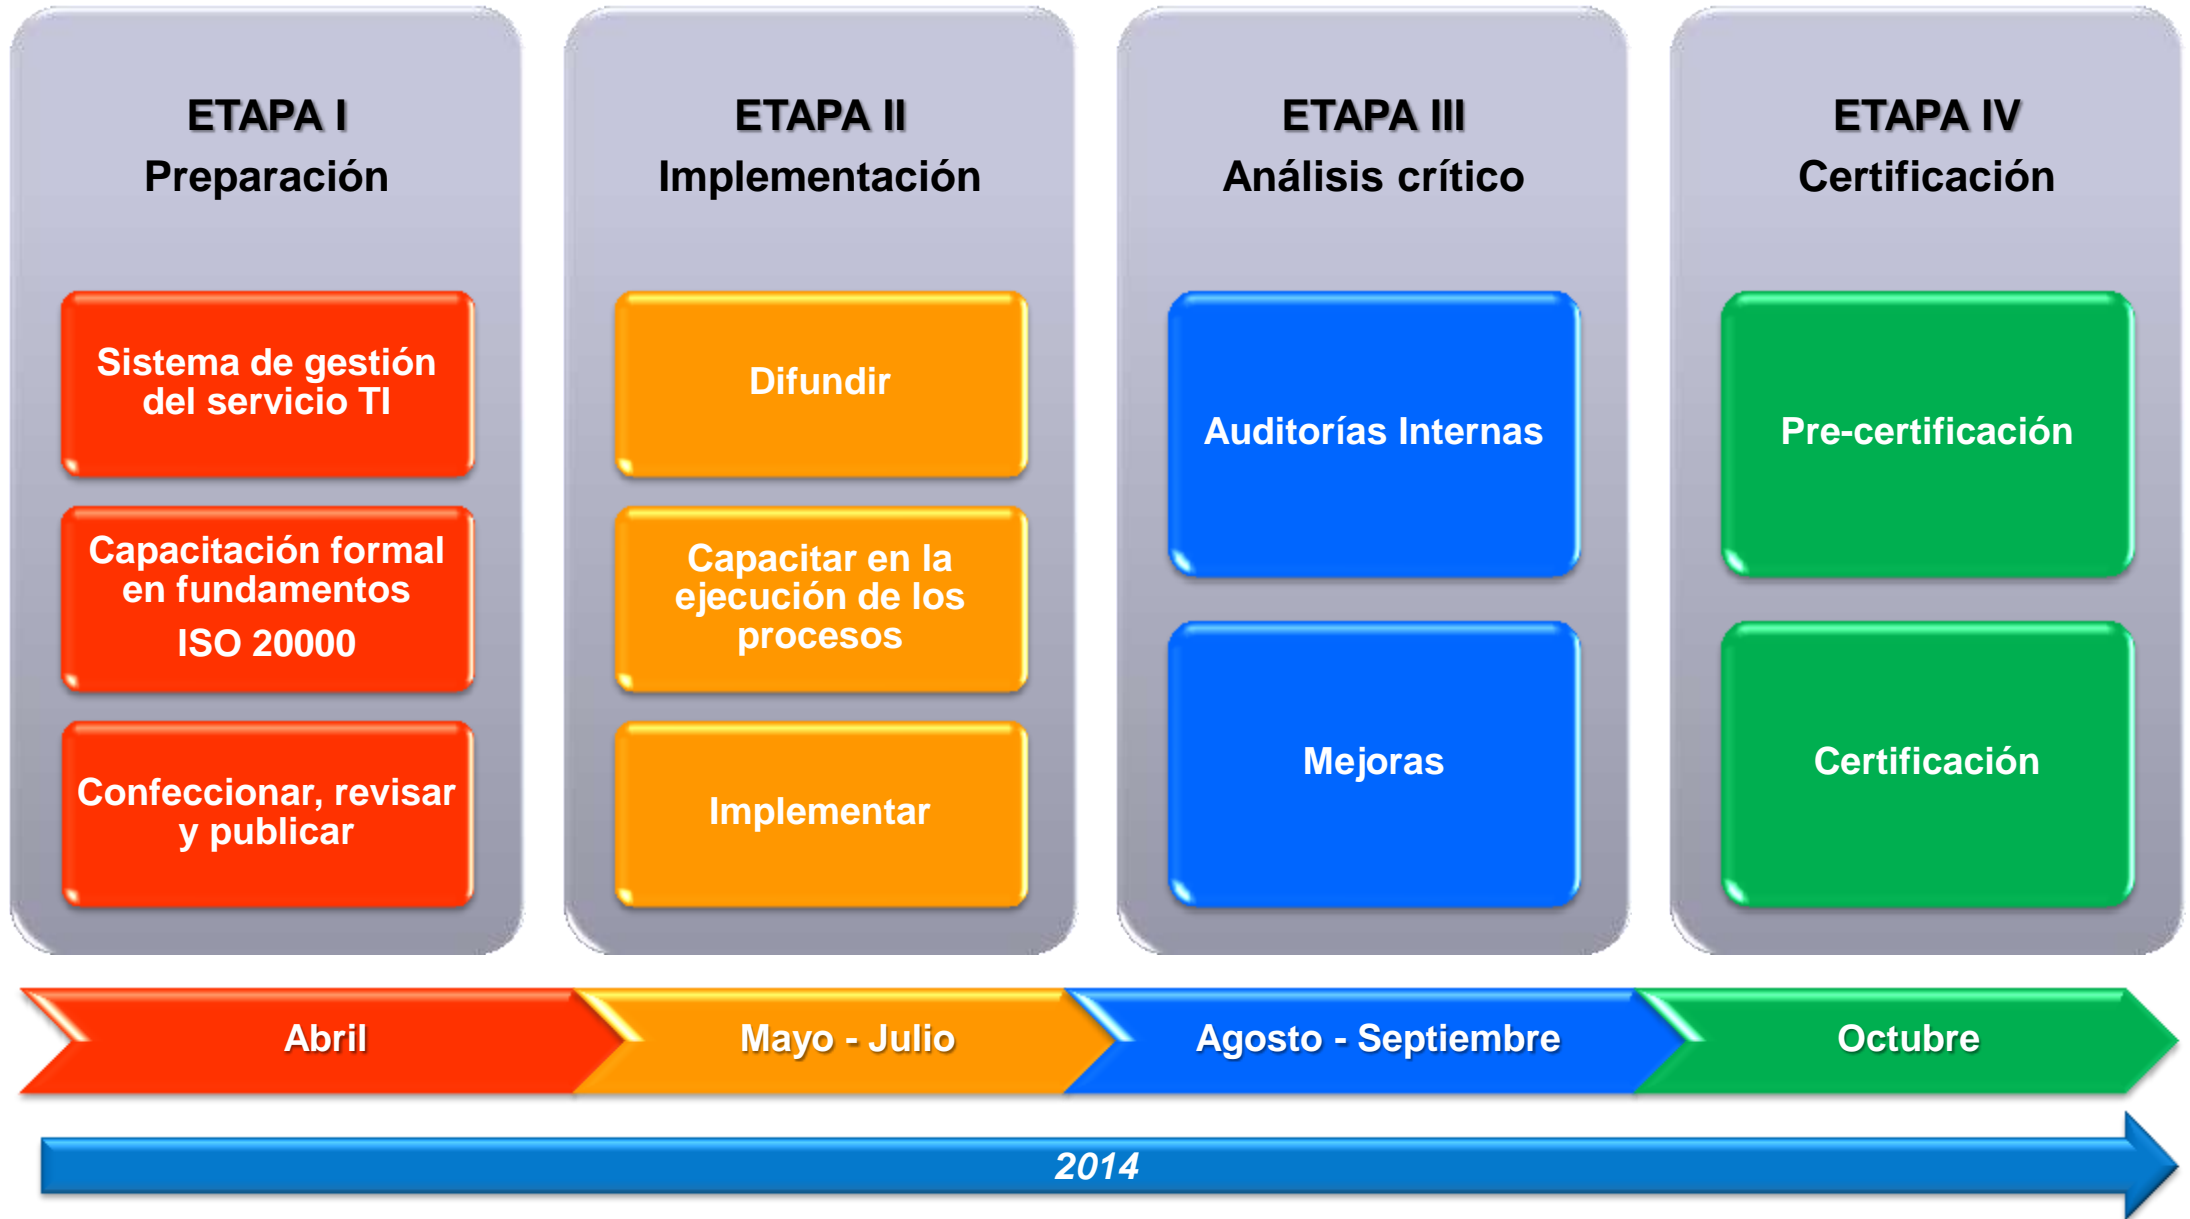 ETAPA I
Preparación
Sistema de gestión
del servicio TI
Capacitación formal
en fundamentos
ISO 20000
Confeccionar, revisar
y publicar
ETAPA II
Implementación
Difundir
Capacitar en la
ejecución de los
procesos
Implementar
ETAPA III
Análisis crítico
Auditorías Internas
Mejoras
ETAPA IV
Certificación
Pre-certificación
Certificación
Abril
Mayo - Julio
Agosto - Septiembre
Octubre
2014